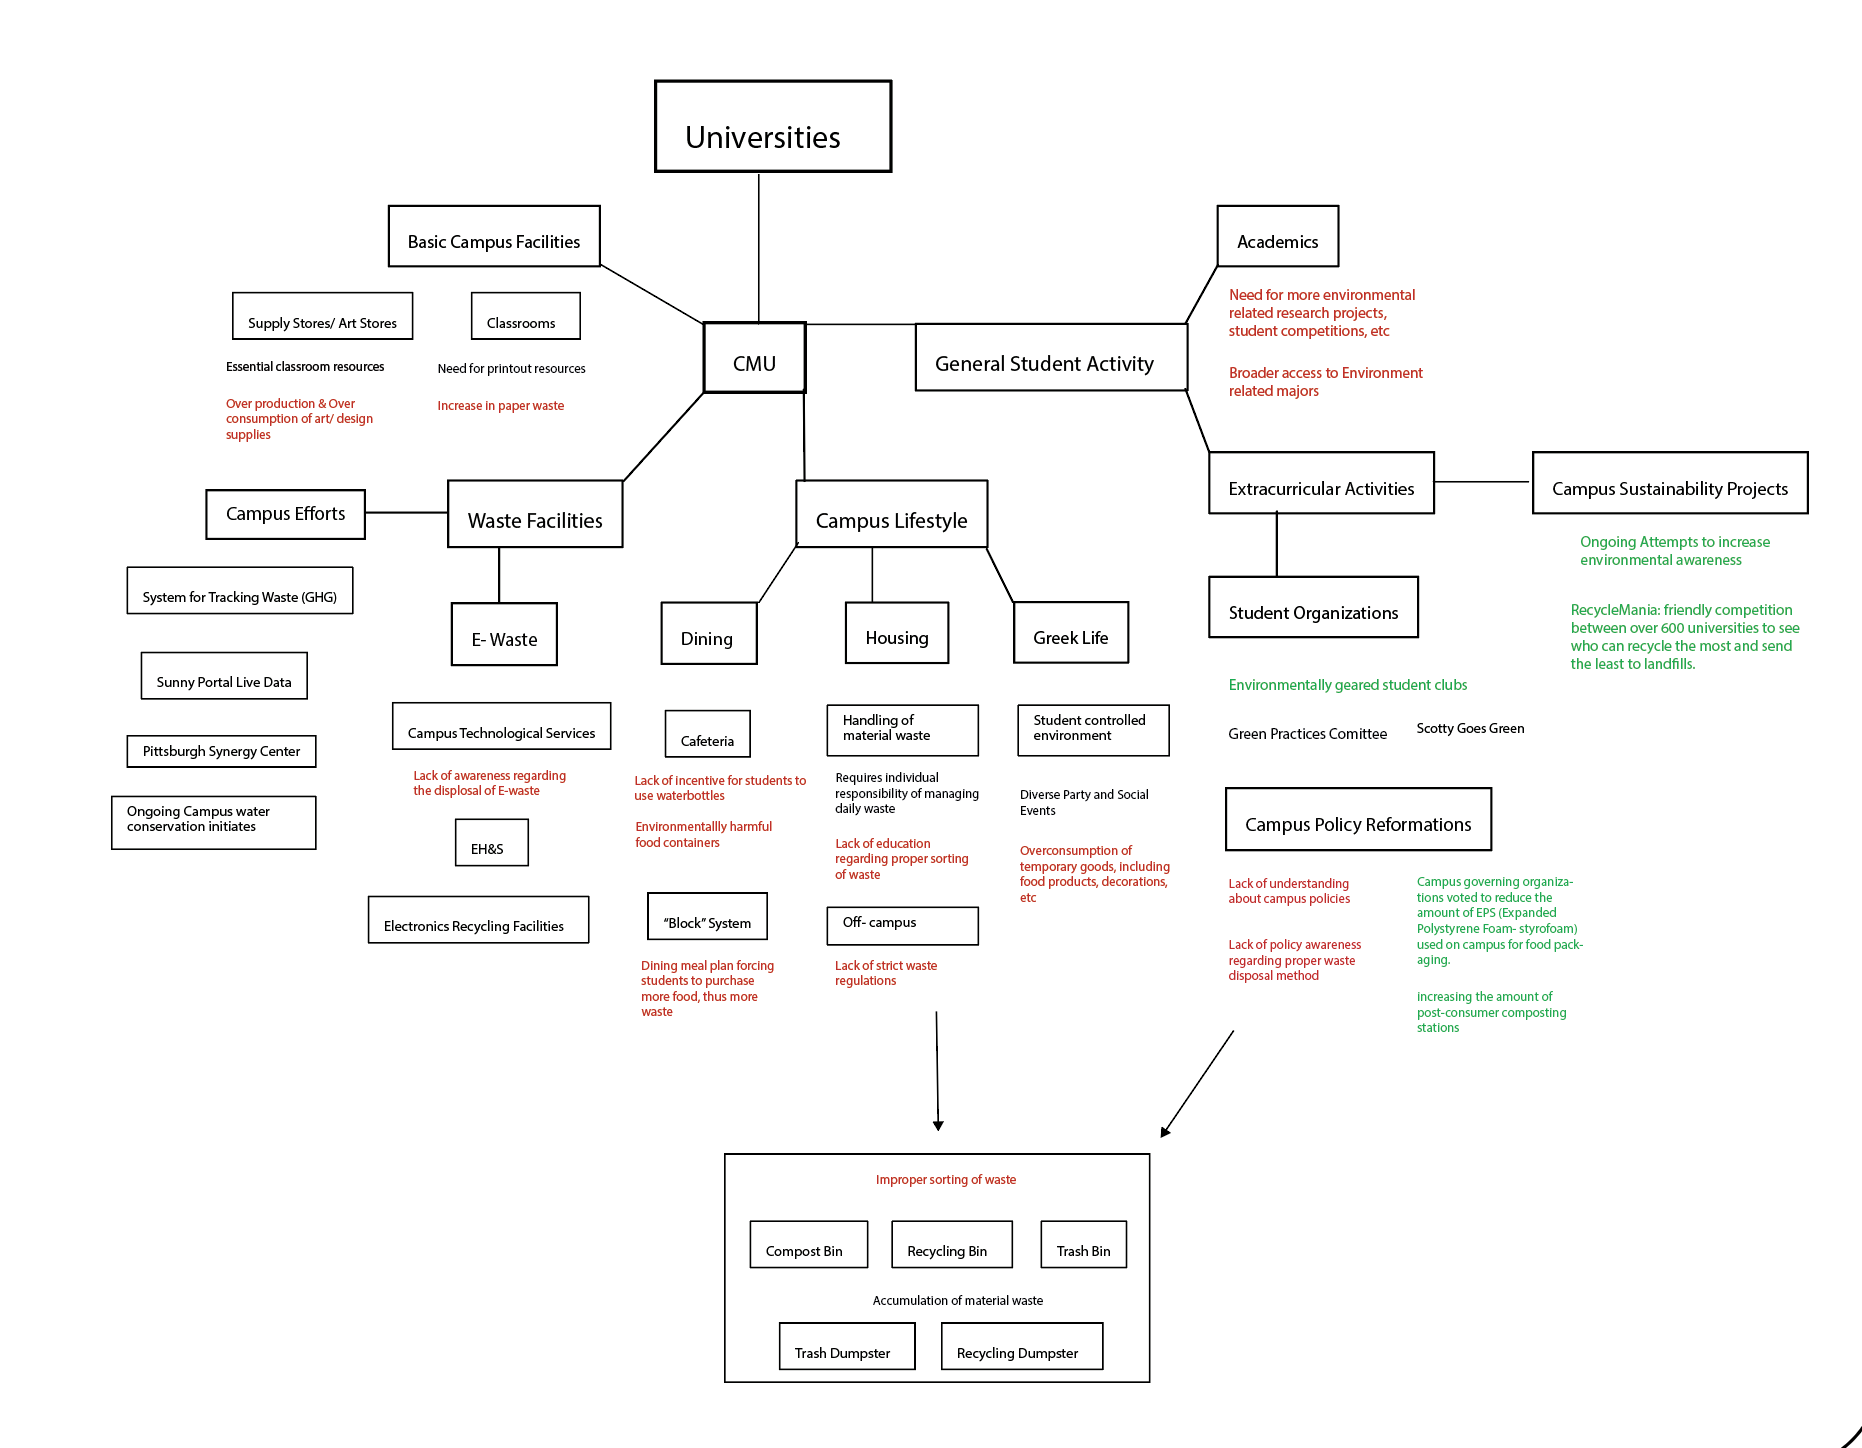 Universities
Basic Campus Facilities
Academics
Supply Stores/ Art Stores
Classrooms
Essential classroom resources
Need for printout resources
Over production & Over
consumption of art/ design
supplies
Increase in paper waste
CMU
General Student Activity
Need for more environmental
related research projects,
student competitions, etc
Broader access to Environment
related majors
Campus Efforts
Waste Facilities
Campus Lifestyle
Extracurricular Activities
Campus Sustainability Projects
Ongoing Attempts to increase
environmental awareness
RecycleMania: friendly competition
between over 600 universities to see
who can recycle the most and send
the least to landfills.
System for Tracking Waste (GHG)
Sunny Portal Live Data
Pittsburgh Synergy Center
Ongoing Campus water
conservation initiates
E- Waste
Campus Technological Services
Lack of awareness regarding
the displosal of E-waste
EH&S
Electronics Recycling Facilities
Dining
Cafeteria
Lack of incentive for students to
use waterbottles
Environmentallly harmful
food containers
“Block” System
Dining meal plan forcing
students to purchase
more food, thus more
waste
Housing
Handling of
material waste
Requires individual
responsibility of managing
daily waste
Lack of education
regarding proper sorting
of waste
Off- campus
Lack of strict waste
regulations
Greek Life
Student controlled
environment
Diverse Party and Social
Events
Overconsumption of
temporary goods, including
food products, decorations,
etc
Student Organizations
Environmentally geared student clubs
Green Practices Comittee
Scotty Goes Green
Campus Policy Reformations
Lack of understanding
about campus policies
Lack of policy awareness
regarding proper waste
disposal method
Campus governing organiza-
tions voted to reduce the
amount of EPS (Expanded
Polystyrene Foam- styrofoam)
used on campus for food pack-
aging.
increasing the amount of
post-consumer composting
stations
Improper sorting of waste
Compost Bin
Recycling Bin
Trash Bin
Accumulation of material waste
Trash Dumpster
Recycling Dumpster